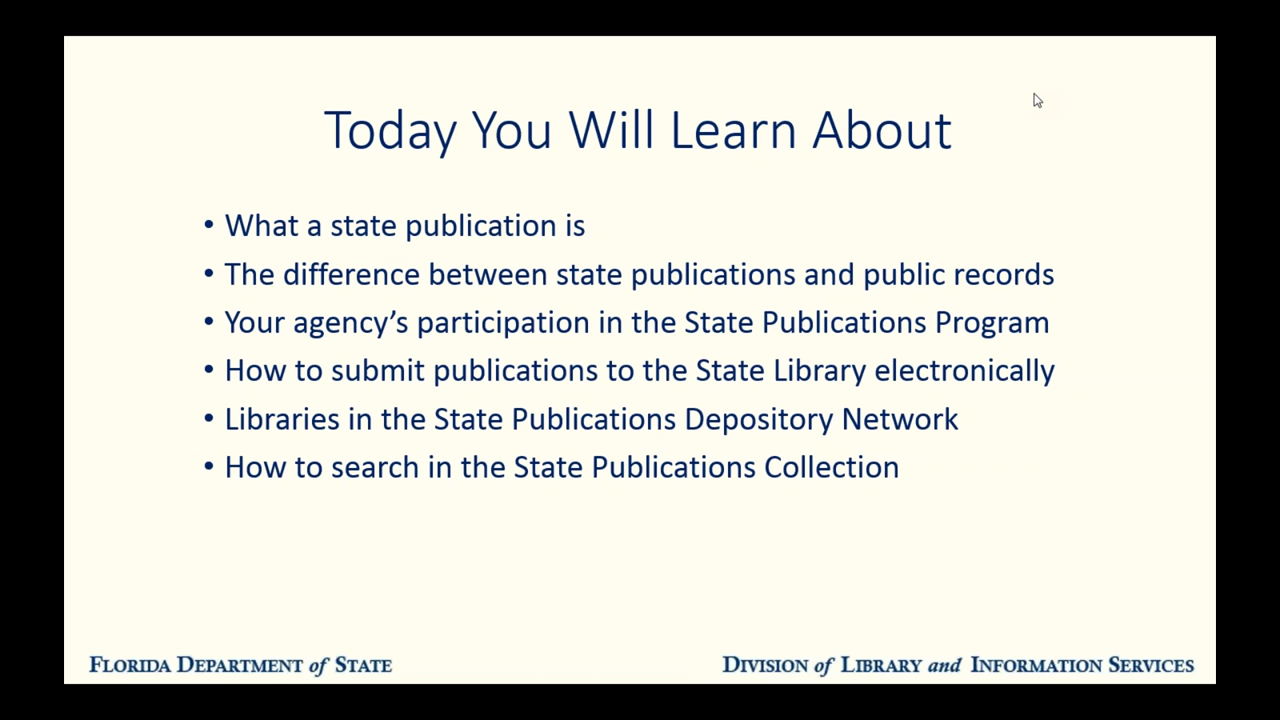 Today You Will Learn About
• What a state publication is
• The difference between state publications and public records
• Your agency’s participation in the State Publications Program
• How to submit publications to the State Library electronically
• Libraries in the State Publications Depository Network
• How to search in the State Publications Collection
FLORIDA DEPARTMENT of STATE
DIVISION of LIBRARY and INFORMATION SERVICES